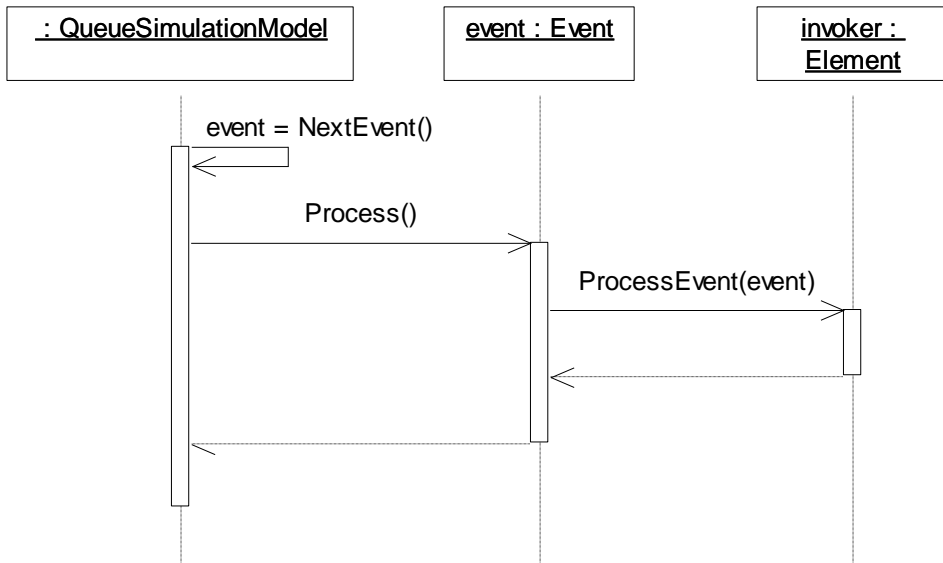 : QueueSimulationModel
event : Event
invoker :
Element
event = NextEvent()
Process()
ProcessEvent(event)